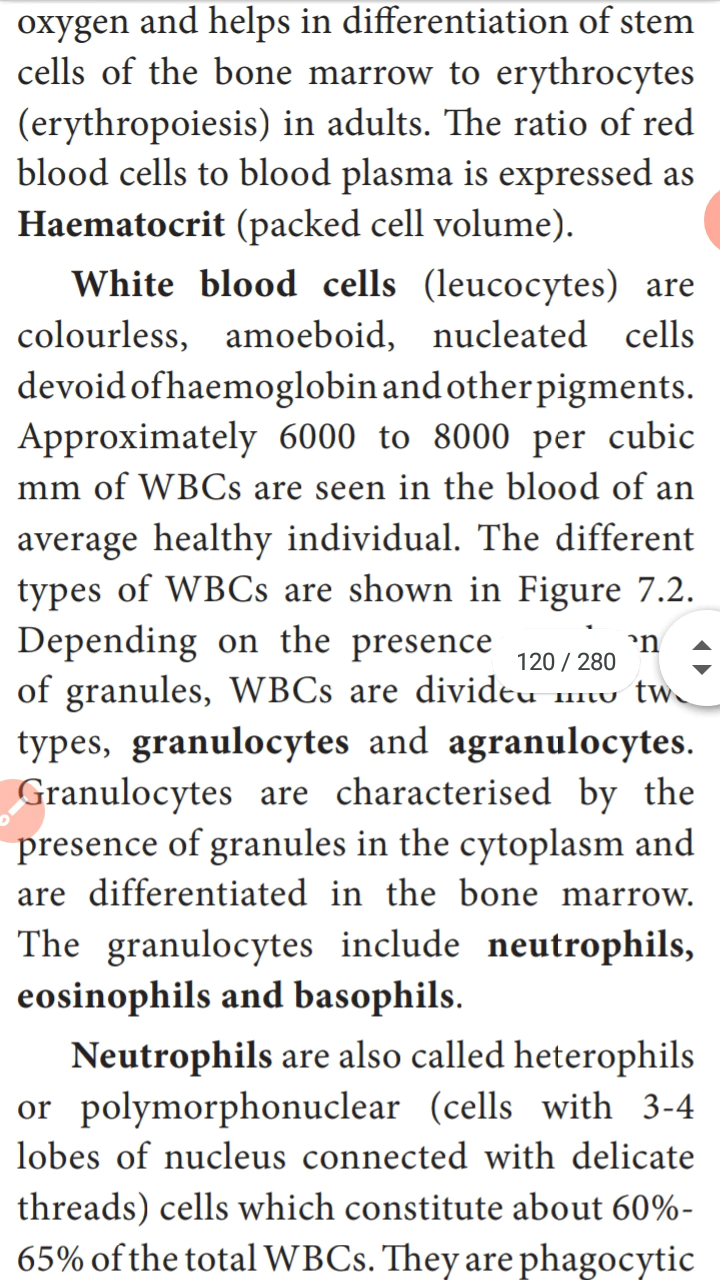 oxygen and helps in differentiation of stem
cells of the bone marrow to erythrocytes
(erythropoiesis) in adults. The ratio of red
blood cells to blood plasma is expressed as
Haematocrit (packed cell volume).
White blood cells (leucocytes) are
colourless, amoeboid, nucleated cells
devoid of haemoglobin and other pigments.
Approximately 6000 to 8000 per cubic
mm of WBCs are seen in the blood of an
average healthy individual. The different
types of WBCs are shown in Figure 7.2.
Depending on the presence
120 / 280
of granules, WBCs are divided into two
types, granulocytes and agranulocytes.
Granulocytes are characterised by the
presence of granules in the cytoplasm and
are differentiated in the bone marrow.
The granulocytes include neutrophils,
eosinophils and basophils.
Neutrophils are also called heterophils
or polymorphonuclear (cells with 3-4
lobes of nucleus connected with delicate
threads) cells which constitute about 60%-
65% of the total WBCs. They are phagocytic